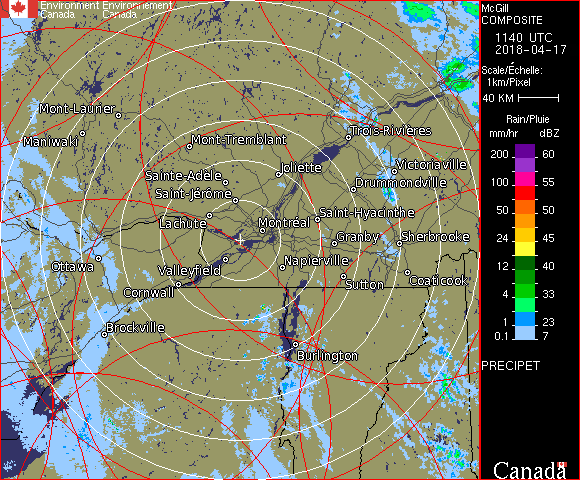 Environment Environnement
Canada Canada
McGill
COMPOSITE
1140 UTC
2018-04-17
Scale/Échelle:
1km/Pixel
40 KM
Rain/Pluie
mm/hr dBZ
200 60
100 55
50 50
24 45
12 40
4 33
1 23
0.1 7
PRECIPET
Canada
Mont-Laurier
Maniwaki
Mont-Tremblant
Trois-Rivières
Sainte-Adèle
Joliette
Victoriaville
Saint-Jérôme
Drummondville
Lachute
Montréal
Saint-Hyacinthe
Granby
Sherbrooke
Ottawa
Valleyfield
Napierville
Cornwall
Sutton
Coaticook
Brockville
Burlington